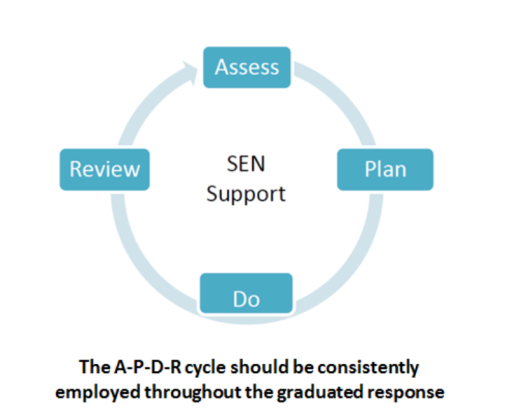 Assess
Review
SEN
Support
Plan
Do
The A-P-D-R cycle should be consistently
employed throughout the graduated response